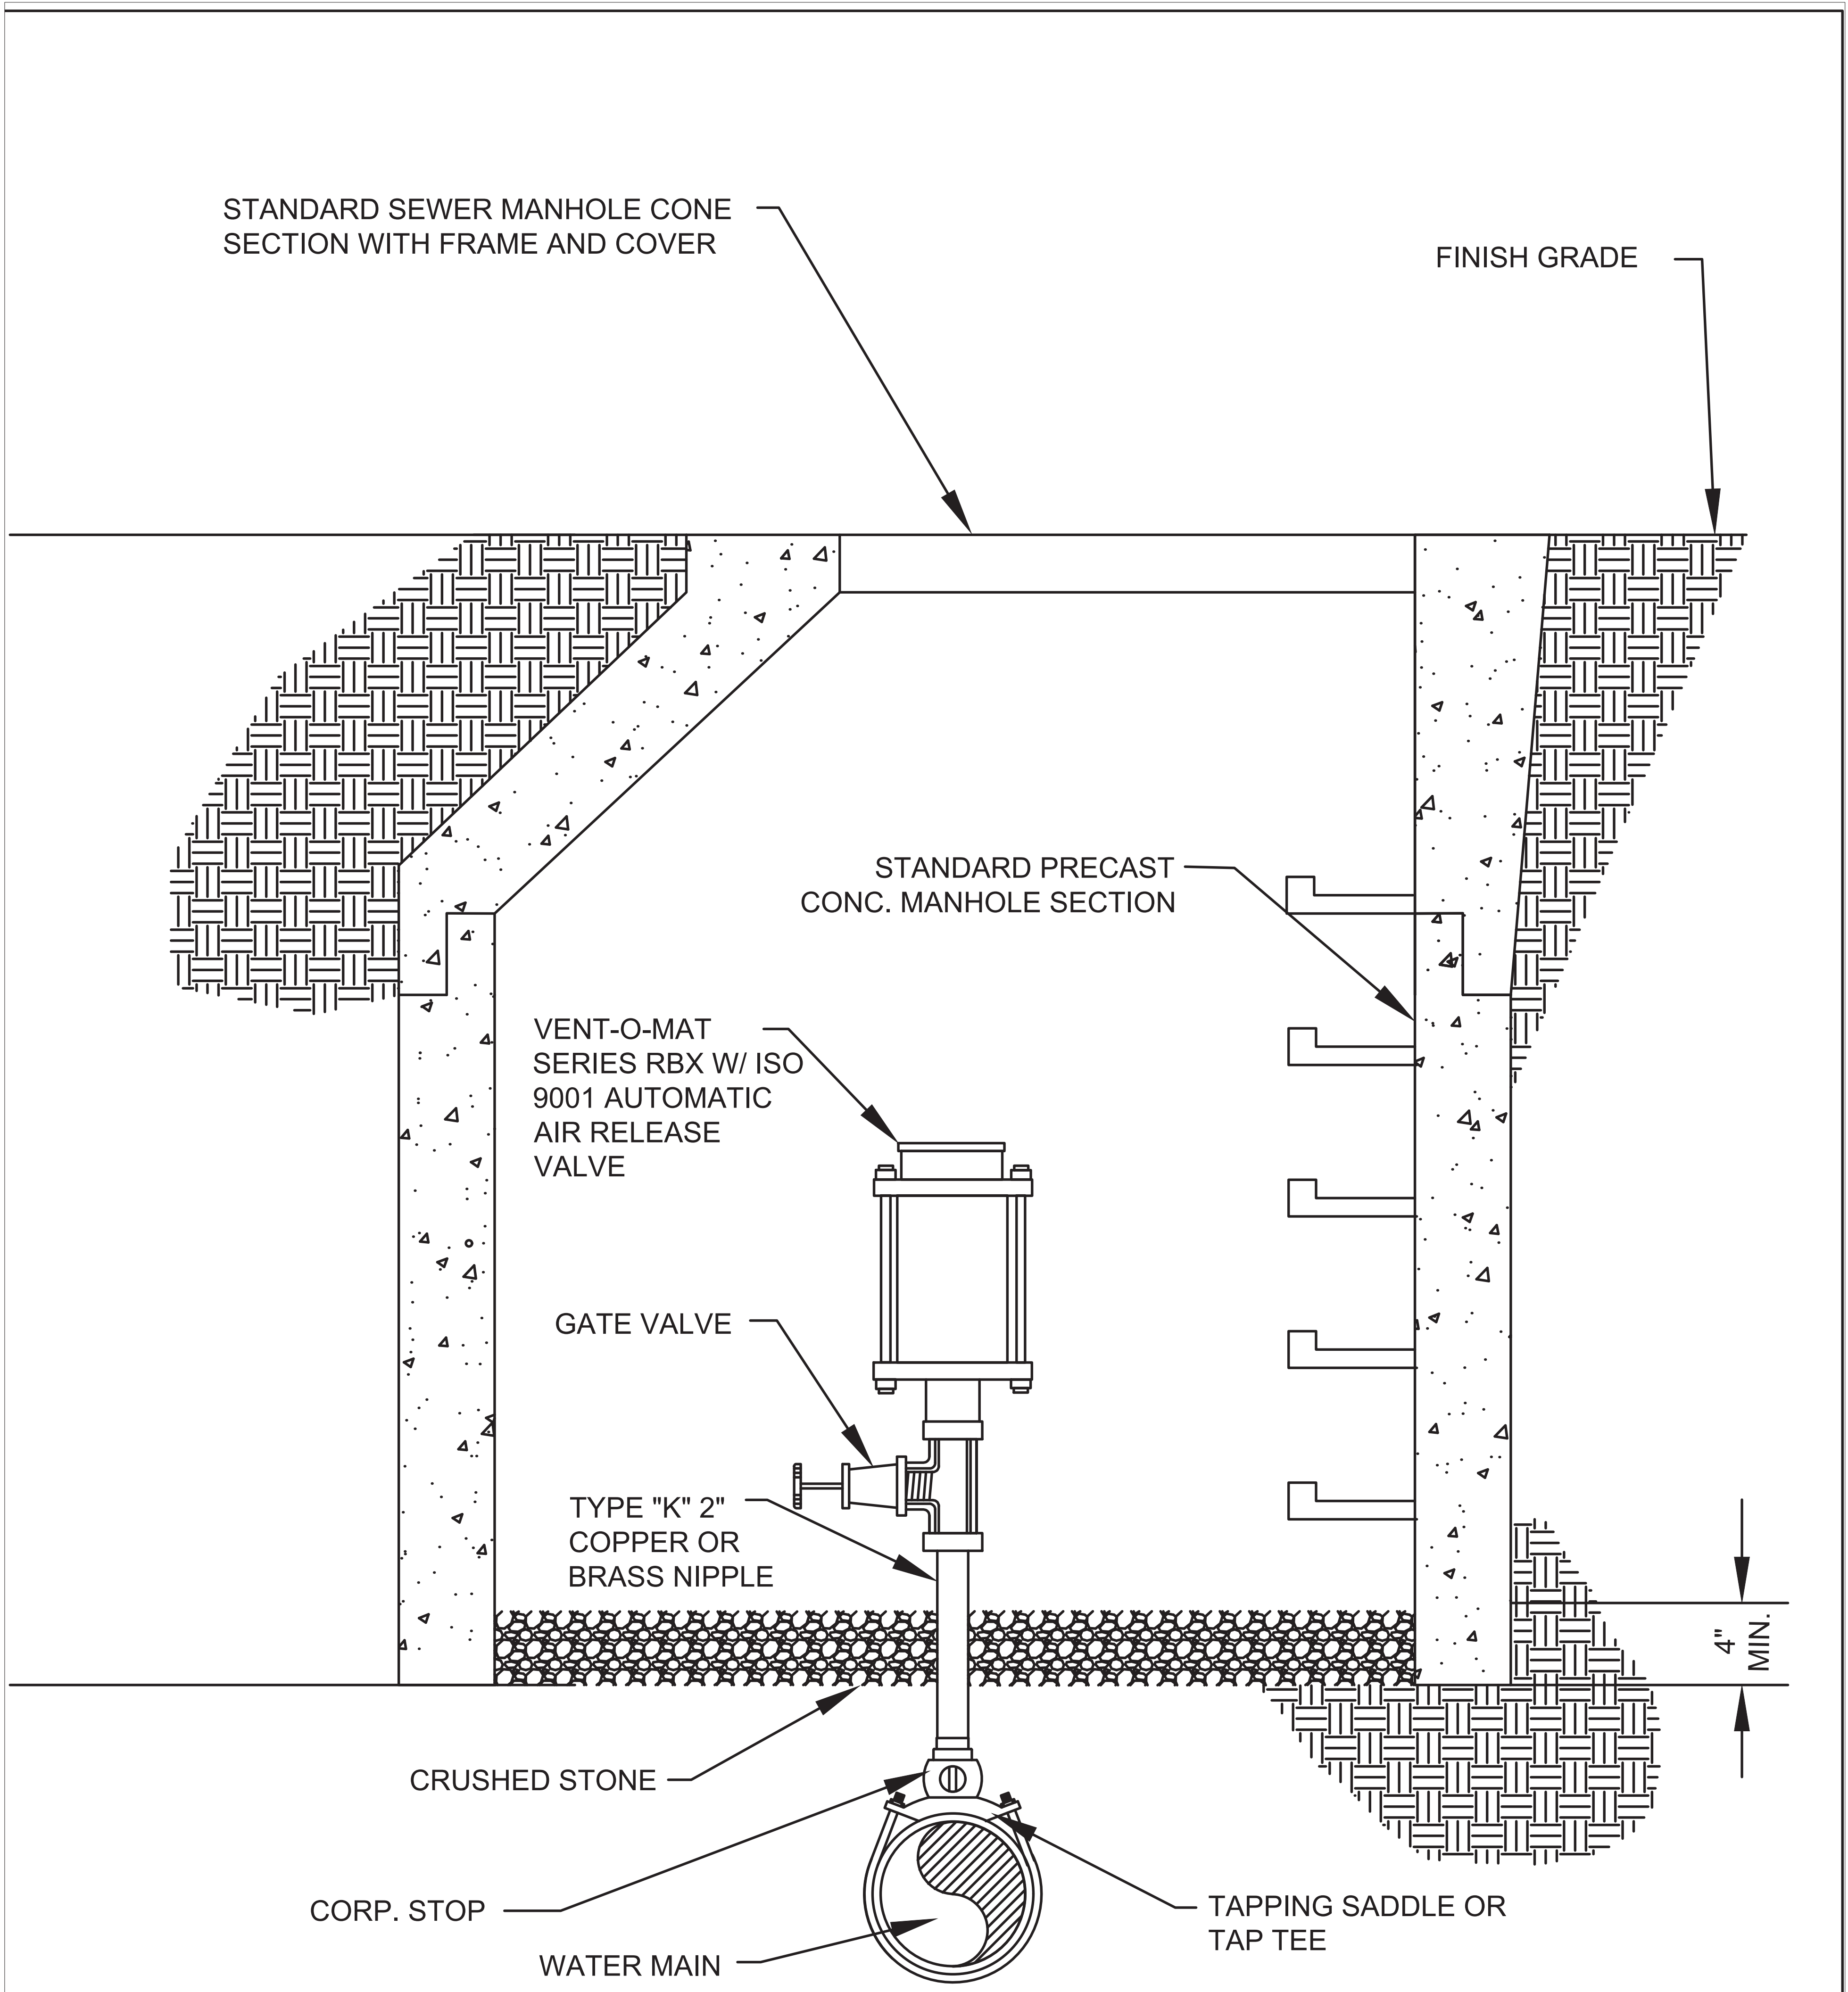 STANDARD SEWER MANHOLE CONE
SECTION WITH FRAME AND COVER
FINISH GRADE
STANDARD PRECAST
CONC. MANHOLE SECTION
VENT-O-MAT
SERIES RBX W/ ISO
9001 AUTOMATIC
AIR RELEASE
VALVE
GATE VALVE
TYPE "K" 2"
COPPER OR
BRASS NIPPLE
4"
MIN.
CRUSHED STONE
CORP. STOP
TAPPING SADDLE OR
TAP TEE
WATER MAIN